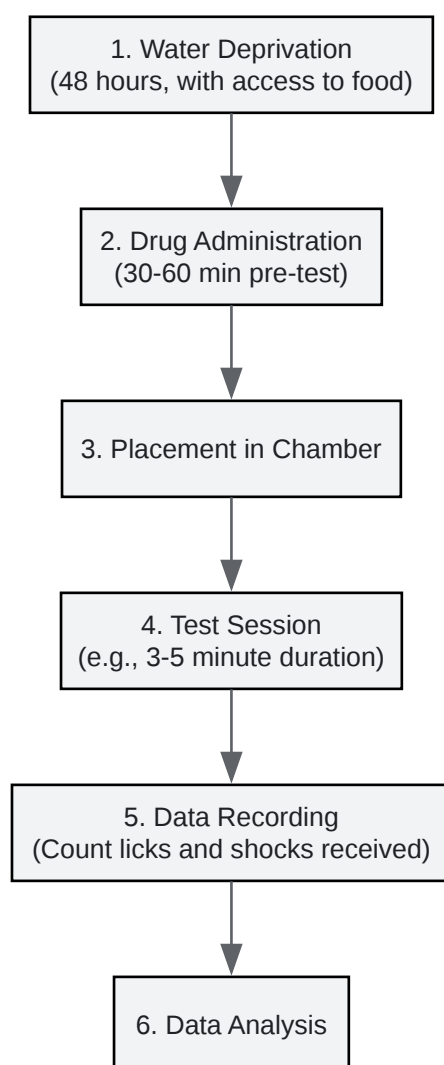 1. Water Deprivation
(48 hours, with access to food)
2. Drug Administration
(30-60 min pre-test)
3. Placement in Chamber
4. Test Session
(e.g., 3-5 minute duration)
5. Data Recording
(Count licks and shocks received)
6. Data Analysis